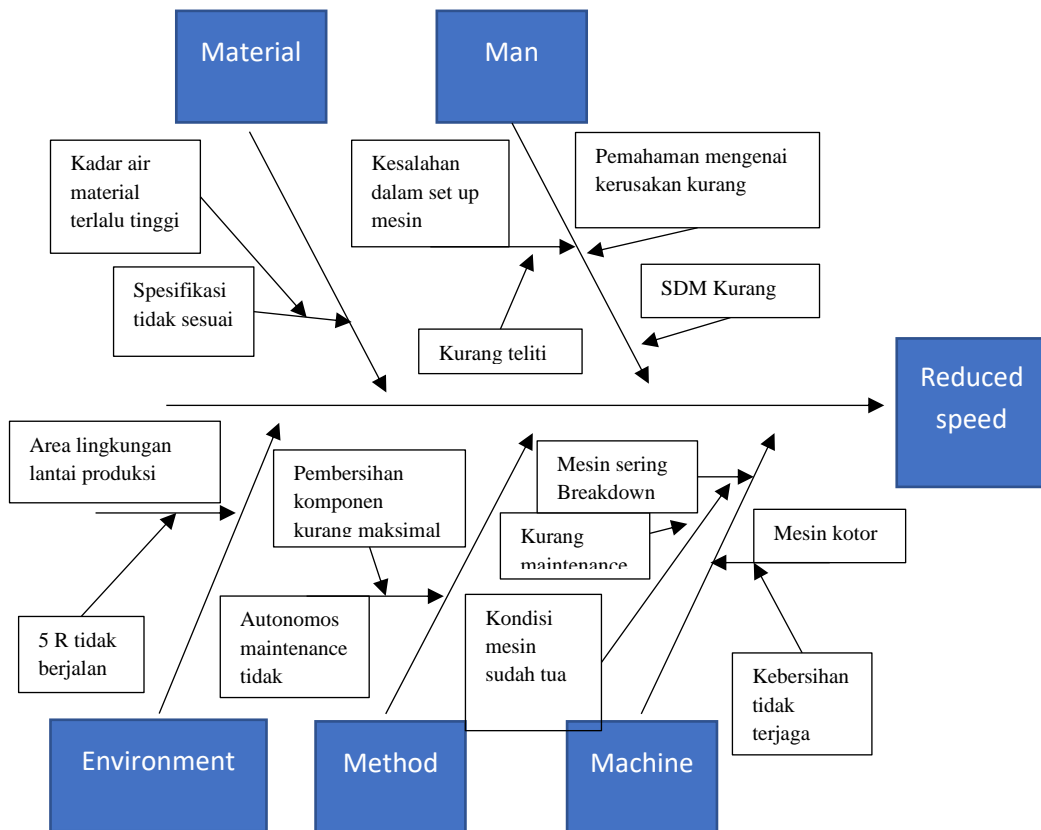 Material
Man
Kadar air
material
terlalu tinggi
Kesalahan
dalam set up
mesin
Pemahaman mengenai
kerusakan kurang
Spesifikasi
tidak sesuai
SDM Kurang
Kurang teliti
Reduced
speed
Area lingkungan
lantai produksi
Pembersihan
komponen
kurang maksimal
Mesin sering
Breakdown
Kurang
maintenance
Mesin kotor
5 R tidak
berjalan
Autonomos
maintenance
tidak
Kondisi
mesin
sudah tua
Kebersihan
tidak
terjaga
Environment
Method
Machine